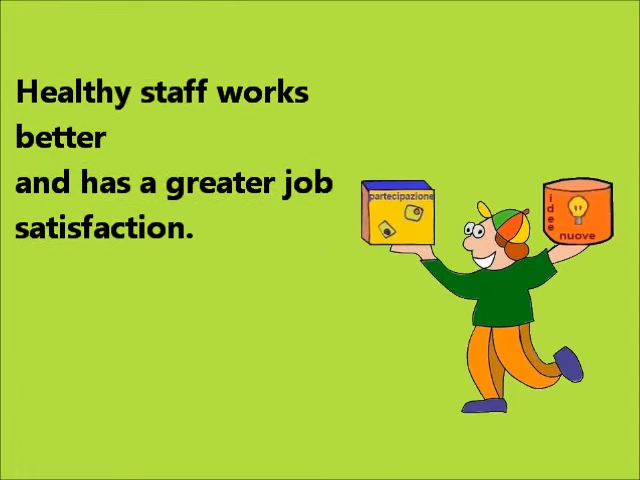 Healthy staff works
better
and has a greater job
satisfaction.
partecipazione
idee
nuove